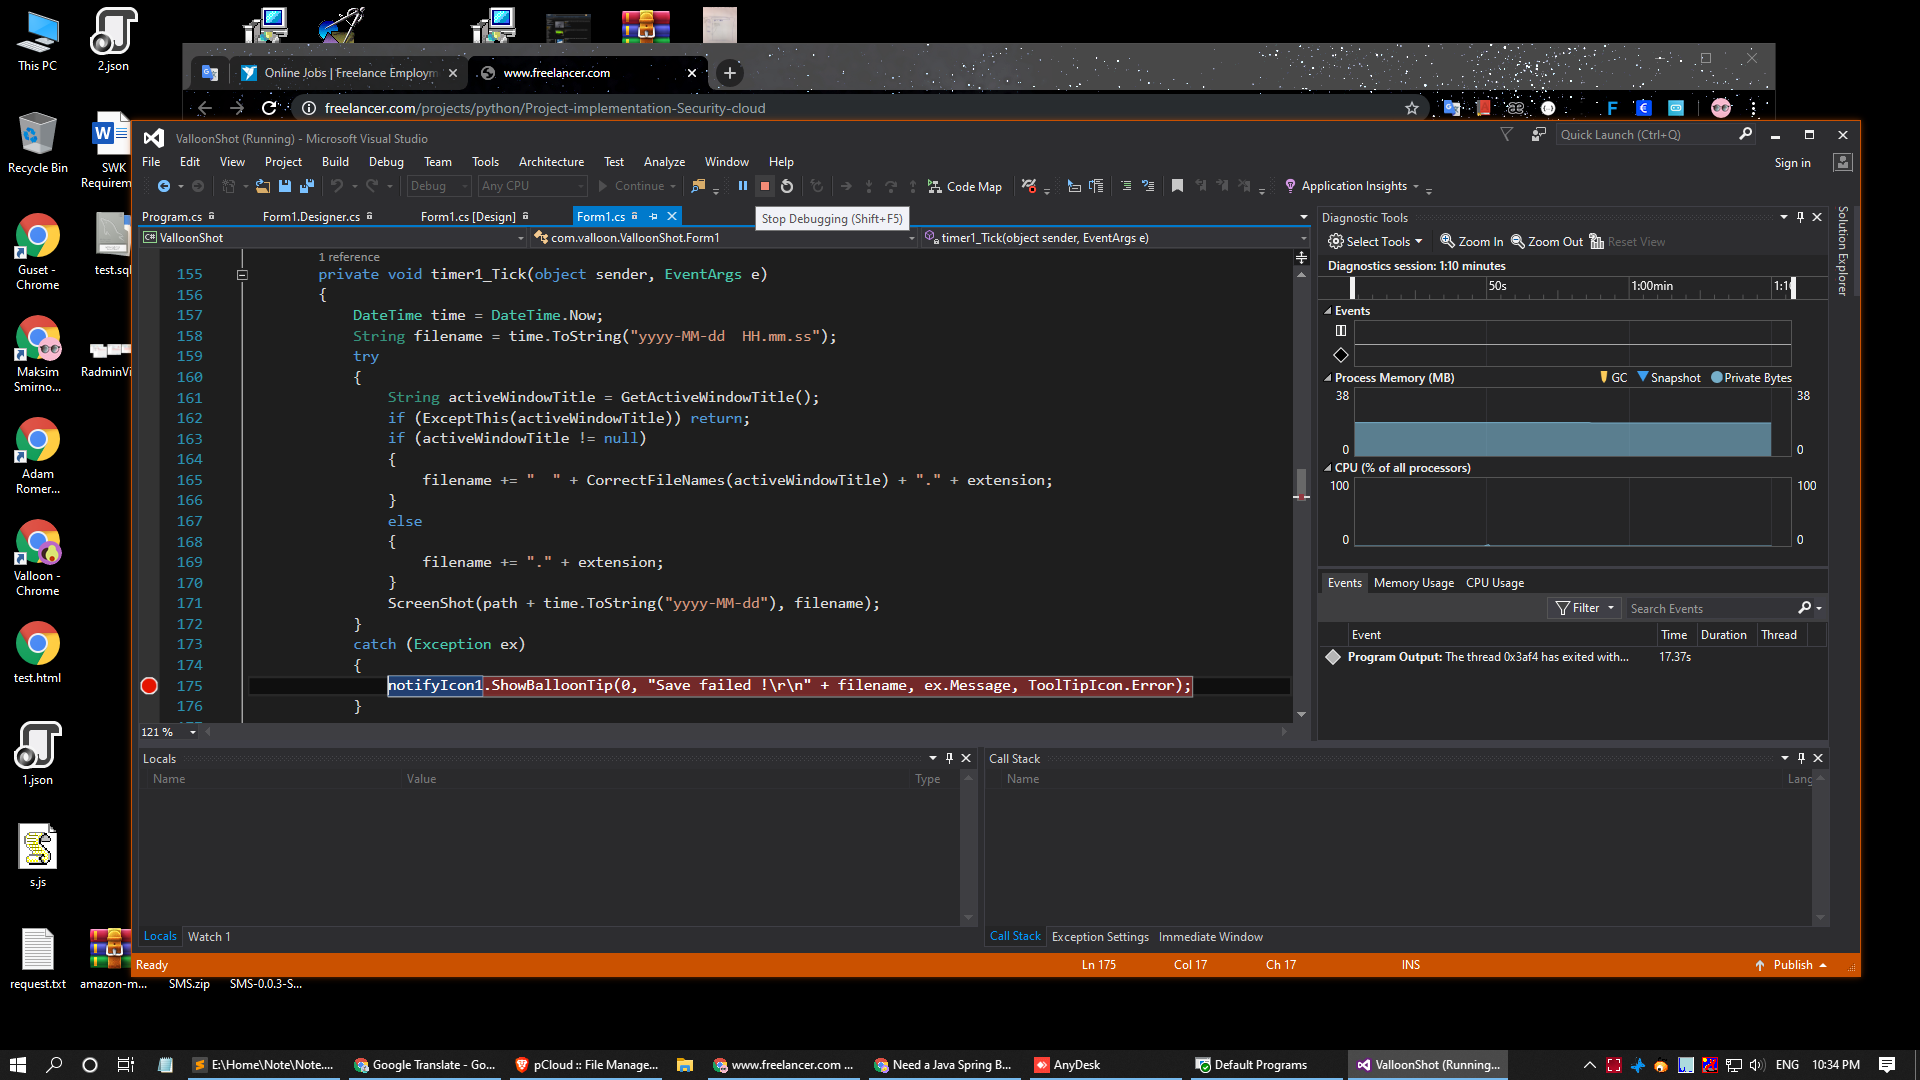 This PC
2.json
Recycle Bin
SWK
Requirem...
Guset -
Chrome
test.sql
Maksim
Smirno...
RadminVi
Adam
Romer...
Valloon -
Chrome
test.html
1.json
s.js
request.txt
amazon-m...
SMS.zip
SMS-0.0.3-S...
Online Jobs | Freelance Employm
www.freelancer.com
freelancer.com/projects/python/Project-implementation-Security-cloud
ValloonShot (Running) - Microsoft Visual Studio
Quick Launch (Ctrl+Q)
File Edit View Project Build Debug Team Tools Architecture Test Analyze Window Help
Sign in
Debug Any CPU Continue Code Map Application Insights
Program.cs Form1.Designer.cs Form1.cs [Design] Form1.cs
Stop Debugging (Shift+F5)
ValloonShot com.valloon.ValloonShot.Form1 timer1_Tick(object sender, EventArgs e)
1 reference
155 private void timer1_Tick(object sender, EventArgs e)
156 {
157 DateTime time = DateTime.Now;
158 String filename = time.ToString("yyyy-MM-dd  HH.mm.ss");
159 try
160 {
161 String activeWindowTitle = GetActiveWindowTitle();
162 if (ExceptThis(activeWindowTitle)) return;
163 if (activeWindowTitle != null)
164 {
165 filename += "  " + CorrectFileNames(activeWindowTitle) + "." + extension;
166 }
167 else
168 {
169 filename += "." + extension;
170 }
171 ScreenShot(path + time.ToString("yyyy-MM-dd"), filename);
172 }
173 catch (Exception ex)
174 {
175 notifyIcon1.ShowBalloonTip(0, "Save failed !\r\n" + filename, ex.Message, ToolTipIcon.Error);
176 }
121 %
Diagnostic Tools
Select Tools Zoom In Zoom Out Reset View
Diagnostics session: 1:10 minutes
50s 1:00min 1:10
Events
Process Memory (MB) GC Snapshot Private Bytes
38 38
0 0
CPU (% of all processors)
100 100
0 0
Events Memory Usage CPU Usage
Filter Search Events
Event Time Duration Thread
Program Output: The thread 0x3af4 has exited with... 17.37s
Solution Explorer
Locals
Name Value Type
Locals Watch 1
Call Stack
Name Lang
Call Stack Exception Settings Immediate Window
Ready Ln 175 Col 17 Ch 17 INS Publish
E:\Home\Note\Note....
Google Translate - Go...
pCloud :: File Manage...
www.freelancer.com ...
Need a Java Spring B...
AnyDesk
Default Programs
ValloonShot (Running...
ENG
10:34 PM